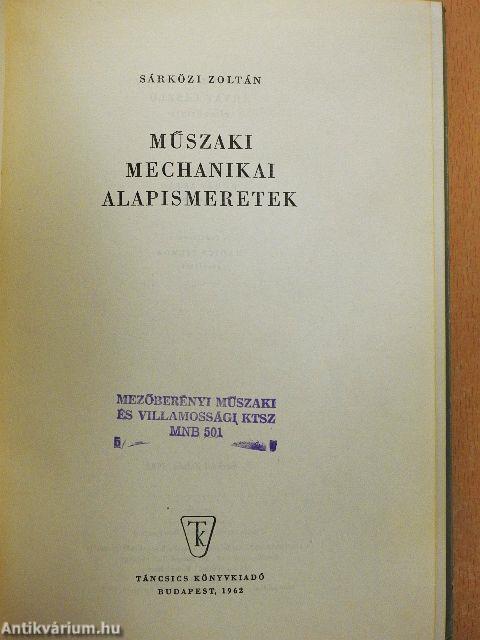 SÁRKÖZI ZOLTÁN
MŰSZAKI
MECHANIKAI
ALAPISMERETEK
MEZŐBERÉNYI MŰSZAKI
ÉS VILLAMOSSÁGI KTSZ
MNB 501
5/
Tk
TÁNCSICS KÖNYVKIADÓ
BUDAPEST, 1962
Antikvárium.hu